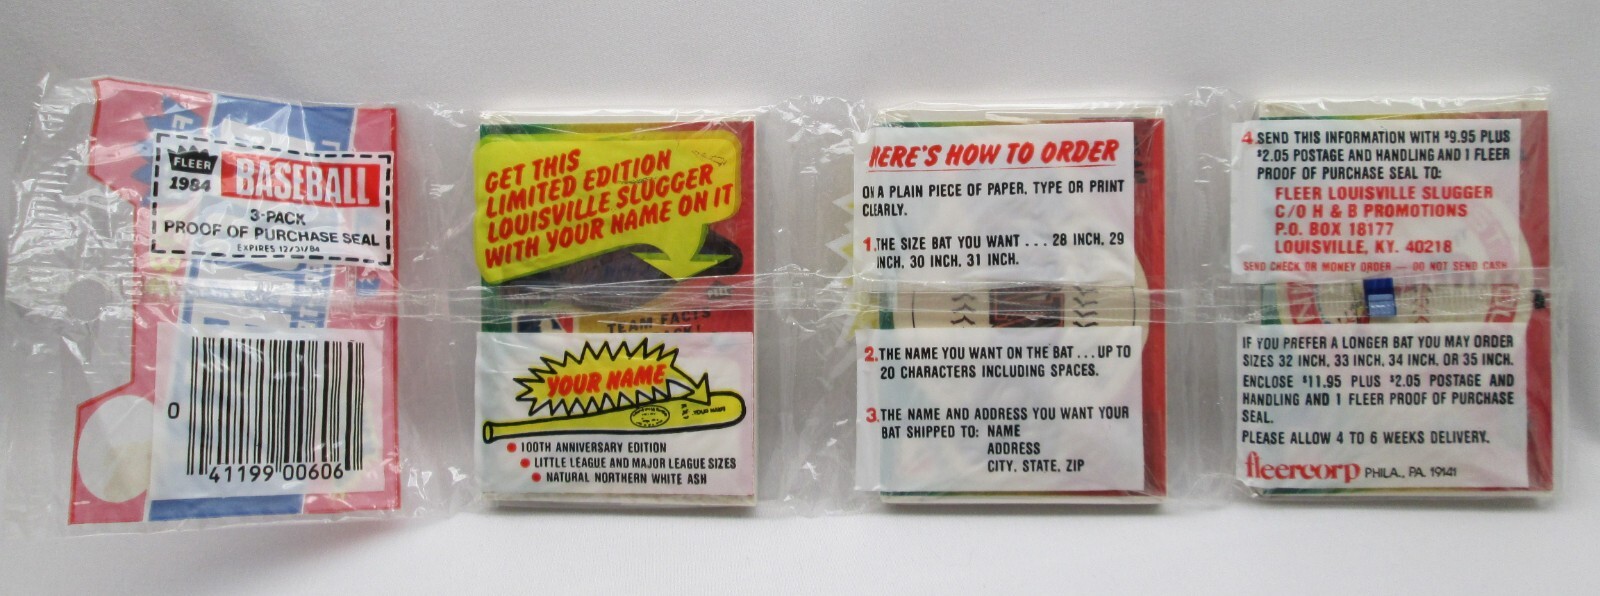 FLEER
1984
BASEBALL
3-PACK
PROOF OF PURCHASE SEAL
EXPIRES 12/31/84
0
41199 00606
GET THIS
LIMITED EDITION
LOUISVILLE SLUGGER
WITH YOUR NAME ON IT
TEAM FACTS
YOUR NAME
YOUR NAME
• 100TH ANNIVERSARY EDITION
• LITTLE LEAGUE AND MAJOR LEAGUE SIZES
• NATURAL NORTHERN WHITE ASH
HERE'S HOW TO ORDER
ON A PLAIN PIECE OF PAPER, TYPE OR PRINT
CLEARLY.
1. THE SIZE BAT YOU WANT . . . 28 INCH, 29
INCH, 30 INCH, 31 INCH.
2. THE NAME YOU WANT ON THE BAT . . . UP TO
20 CHARACTERS INCLUDING SPACES.
3. THE NAME AND ADDRESS YOU WANT YOUR
BAT SHIPPED TO: NAME
ADDRESS
CITY, STATE, ZIP
4. SEND THIS INFORMATION WITH $9.95 PLUS
$2.05 POSTAGE AND HANDLING AND 1 FLEER
PROOF OF PURCHASE SEAL TO:
FLEER LOUISVILLE SLUGGER
C/O H & B PROMOTIONS
P.O. BOX 18177
LOUISVILLE, KY. 40218
SEND CHECK OR MONEY ORDER — DO NOT SEND CASH
IF YOU PREFER A LONGER BAT YOU MAY ORDER
SIZES 32 INCH, 33 INCH, 34 INCH, OR 35 INCH.
ENCLOSE $11.95 PLUS $2.05 POSTAGE AND
HANDLING AND 1 FLEER PROOF OF PURCHASE
SEAL.
PLEASE ALLOW 4 TO 6 WEEKS DELIVERY.
fleercorp PHILA., PA. 19141